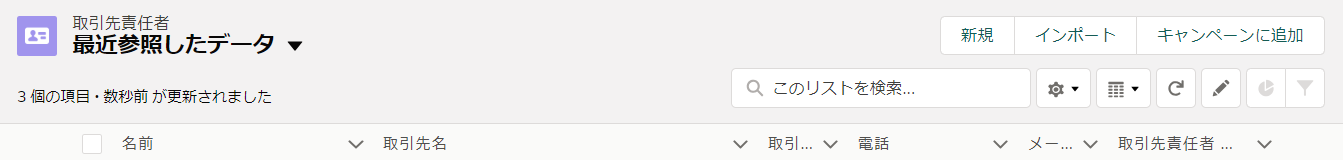 取引先責任者
最近参照したデータ
新規 インポート キャンペーンに追加
3 個の項目・数秒前 が更新されました
このリストを検索...
名前 取引先名 取引... 電話 メー... 取引先責任者 ...